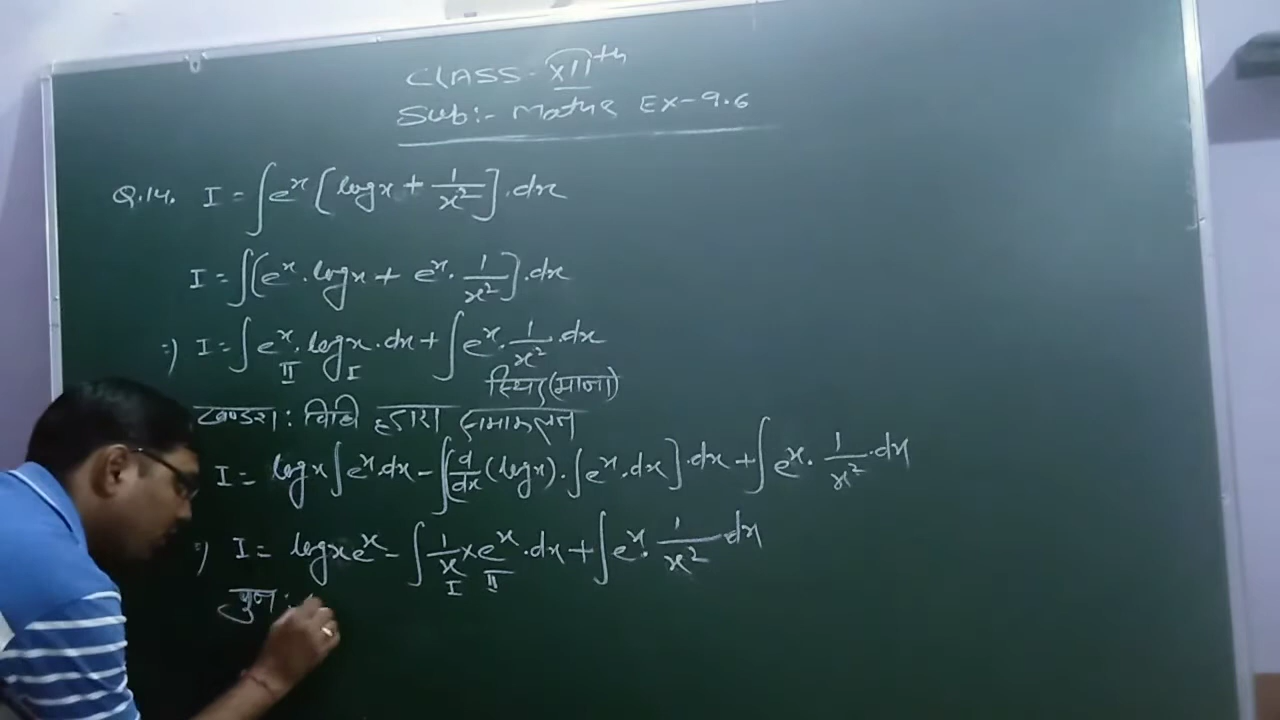 CLASS - XIIth
Sub:- Maths Ex-9.6
Q.14. I = ∫eˣ[logx + 1/x²].dx
I = ∫[eˣ.logx + eˣ.1/x²].dx
⇒) I = ∫eˣ.logx.dx + ∫eˣ.1/x².dx
II I
स्थिर (माना)
खण्डशः विधि द्वारा समाकलन
I = logx∫eˣ.dx - ∫[d/dx(logx).∫eˣ.dx].dx + ∫eˣ.1/x².dx
⇒) I = logxeˣ - ∫1/x×eˣ.dx + ∫eˣ.1/x².dx
I II
पुनः